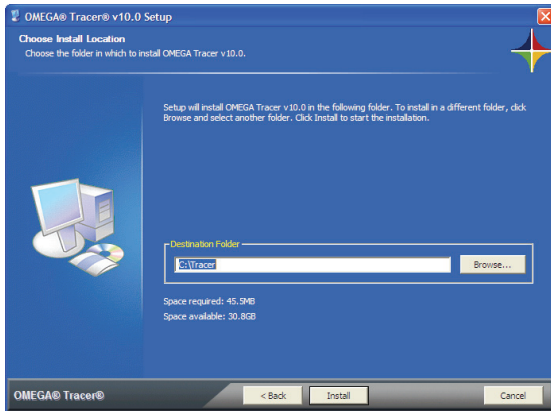 OMEGA® Tracer® v10.0 Setup
Choose Install Location
Choose the folder in which to install OMEGA Tracer v10.0.
Setup will install OMEGA Tracer v10.0 in the following folder. To install in a different folder, click
Browse and select another folder. Click Install to start the installation.
Destination Folder
C:\Tracer
Browse...
Space required: 45.5MB
Space available: 30.8GB
OMEGA® Tracer®
< Back
Install
Cancel